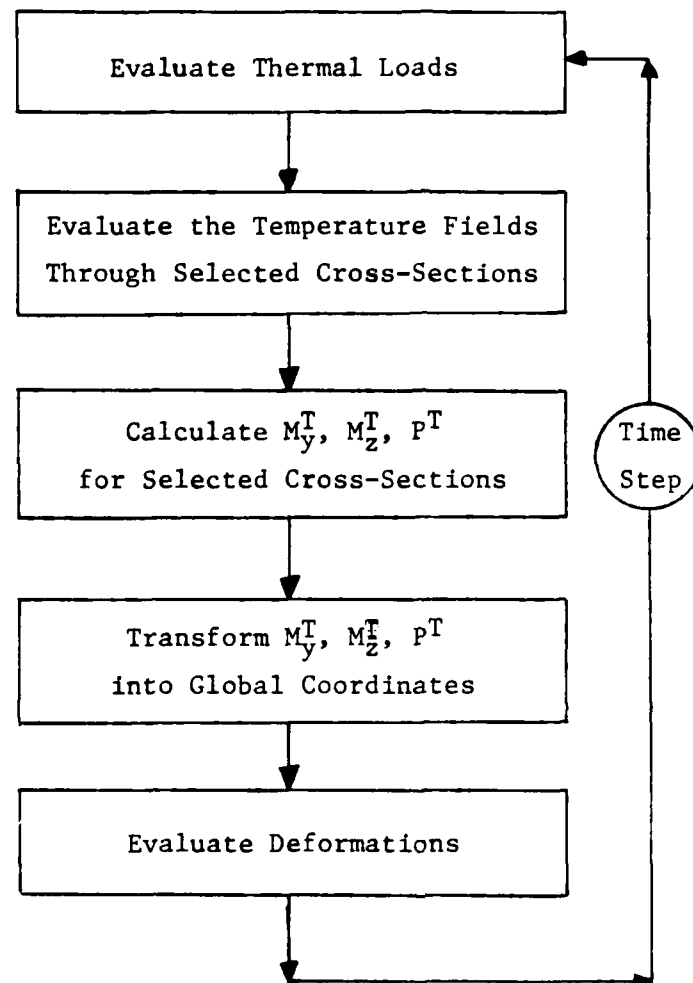 Evaluate Thermal Loads
Evaluate the Temperature Fields
Through Selected Cross-Sections
Calculate M_y^T, M_z^T, P^T
for Selected Cross-Sections
Transform M_y^T, M_z^T, P^T
into Global Coordinates
Evaluate Deformations
Time
Step